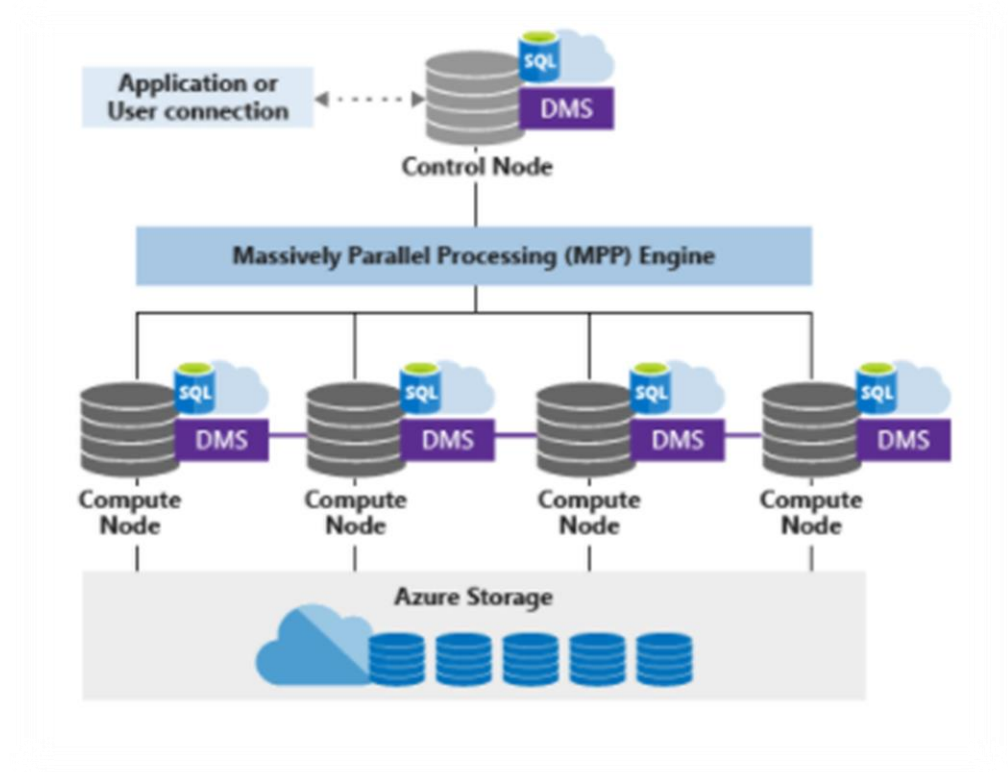 SQL
Application or
User connection
DMS
Control Node
Massively Parallel Processing (MPP) Engine
SQL
SQL
SQL
SQL
DMS
DMS
DMS
DMS
Compute
Node
Compute
Node
Compute
Node
Compute
Node
Azure Storage